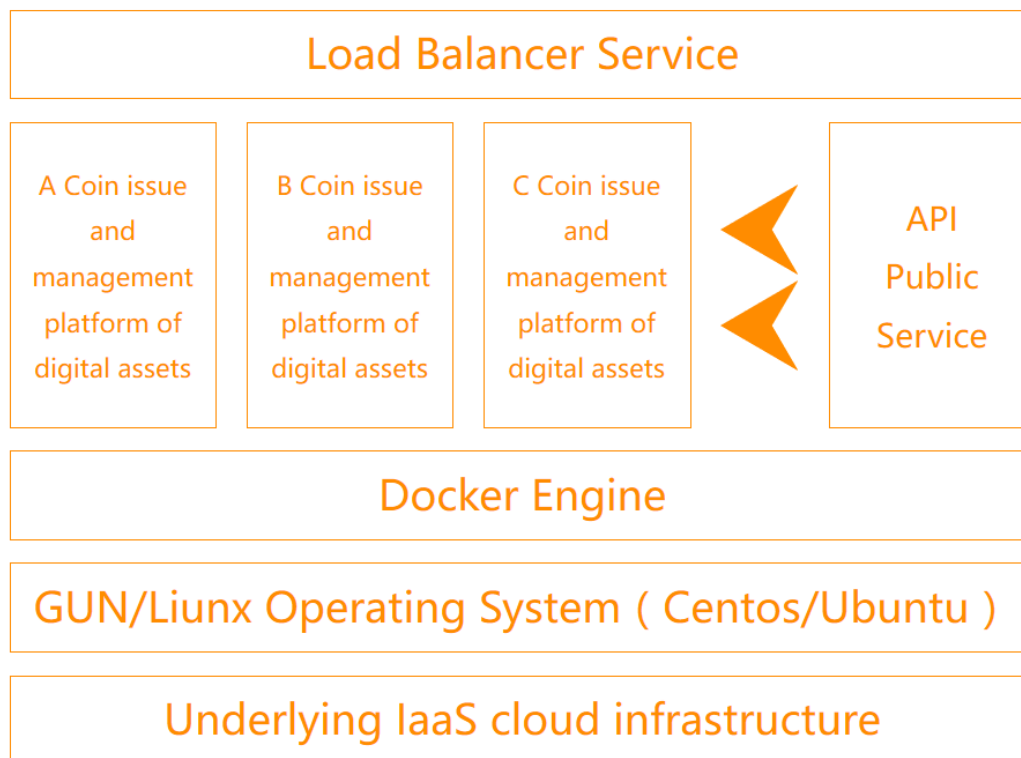 Load Balancer Service
A Coin issue
and
management
platform of
digital assets
B Coin issue
and
management
platform of
digital assets
C Coin issue
and
management
platform of
digital assets
API
Public
Service
Docker Engine
GUN/Liunx Operating System ( Centos/Ubuntu )
Underlying IaaS cloud infrastructure